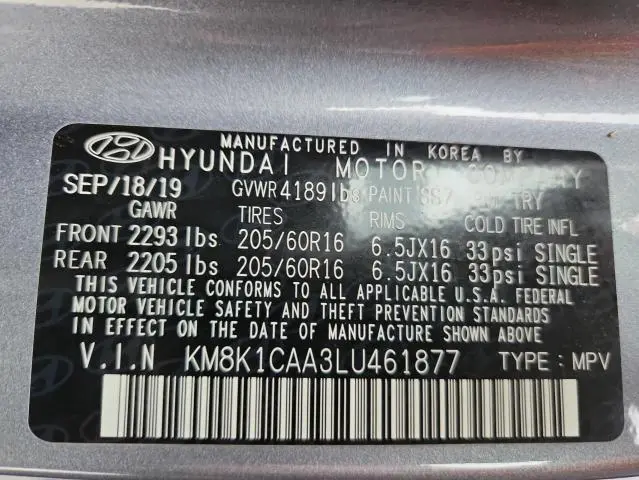 MANUFACTURED IN KOREA BY
HYUNDAI MOTOR COMPANY
SEP/18/19 GVWR 4189lbs PAINT TRY
GAWR TIRES RIMS COLD TIRE INFL
FRONT 2293 lbs 205/60R16 6.5JX16 33psi SINGLE
REAR 2205 lbs 205/60R16 6.5JX16 33psi SINGLE
THIS VEHICLE CONFORMS TO ALL APPLICABLE U.S.A. FEDERAL
MOTOR VEHICLE SAFETY AND THEFT PREVENTION STANDARDS
IN EFFECT ON THE DATE OF MANUFACTURE SHOWN ABOVE.
V.I.N KM8K1CAA3LU461877 TYPE : MPV